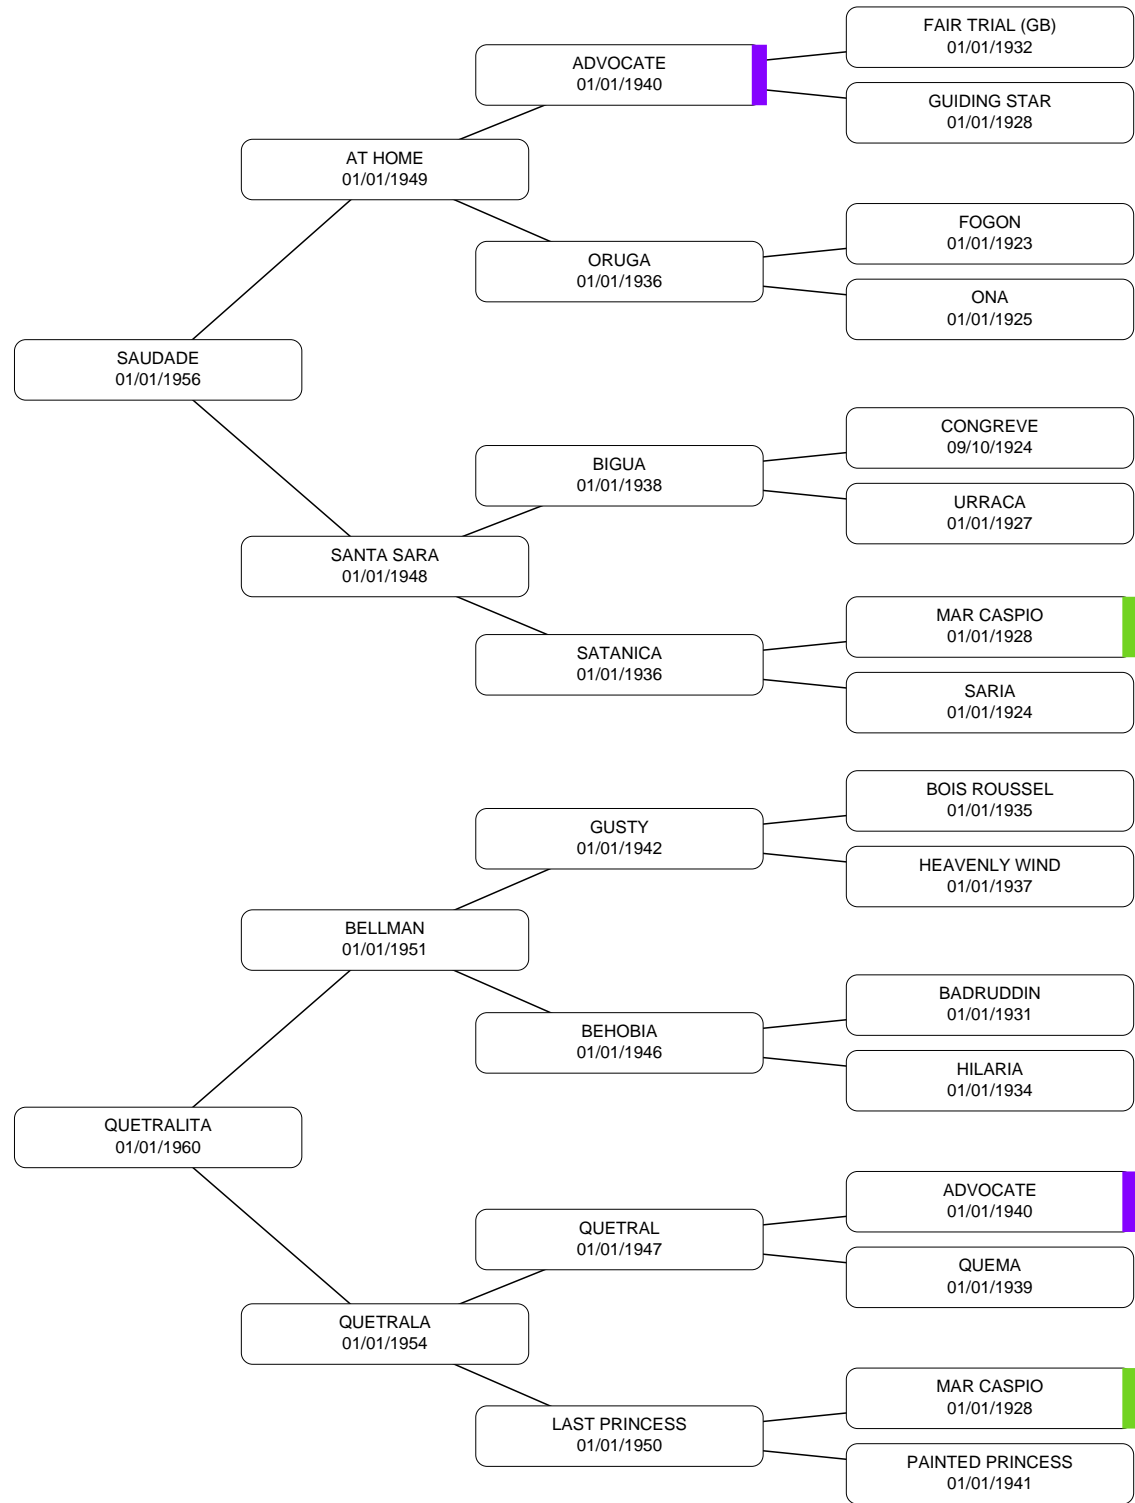 FAIR TRIAL (GB)
01/01/1932
ADVOCATE
01/01/1940
GUIDING STAR
01/01/1928
AT HOME
01/01/1949
FOGON
01/01/1923
ORUGA
01/01/1936
ONA
01/01/1925
SAUDADE
01/01/1956
CONGREVE
09/10/1924
BIGUA
01/01/1938
URRACA
01/01/1927
SANTA SARA
01/01/1948
MAR CASPIO
01/01/1928
SATANICA
01/01/1936
SARIA
01/01/1924
BOIS ROUSSEL
01/01/1935
GUSTY
01/01/1942
HEAVENLY WIND
01/01/1937
BELLMAN
01/01/1951
BADRUDDIN
01/01/1931
BEHOBIA
01/01/1946
HILARIA
01/01/1934
QUETRALITA
01/01/1960
ADVOCATE
01/01/1940
QUETRAL
01/01/1947
QUEMA
01/01/1939
QUETRALA
01/01/1954
MAR CASPIO
01/01/1928
LAST PRINCESS
01/01/1950
PAINTED PRINCESS
01/01/1941